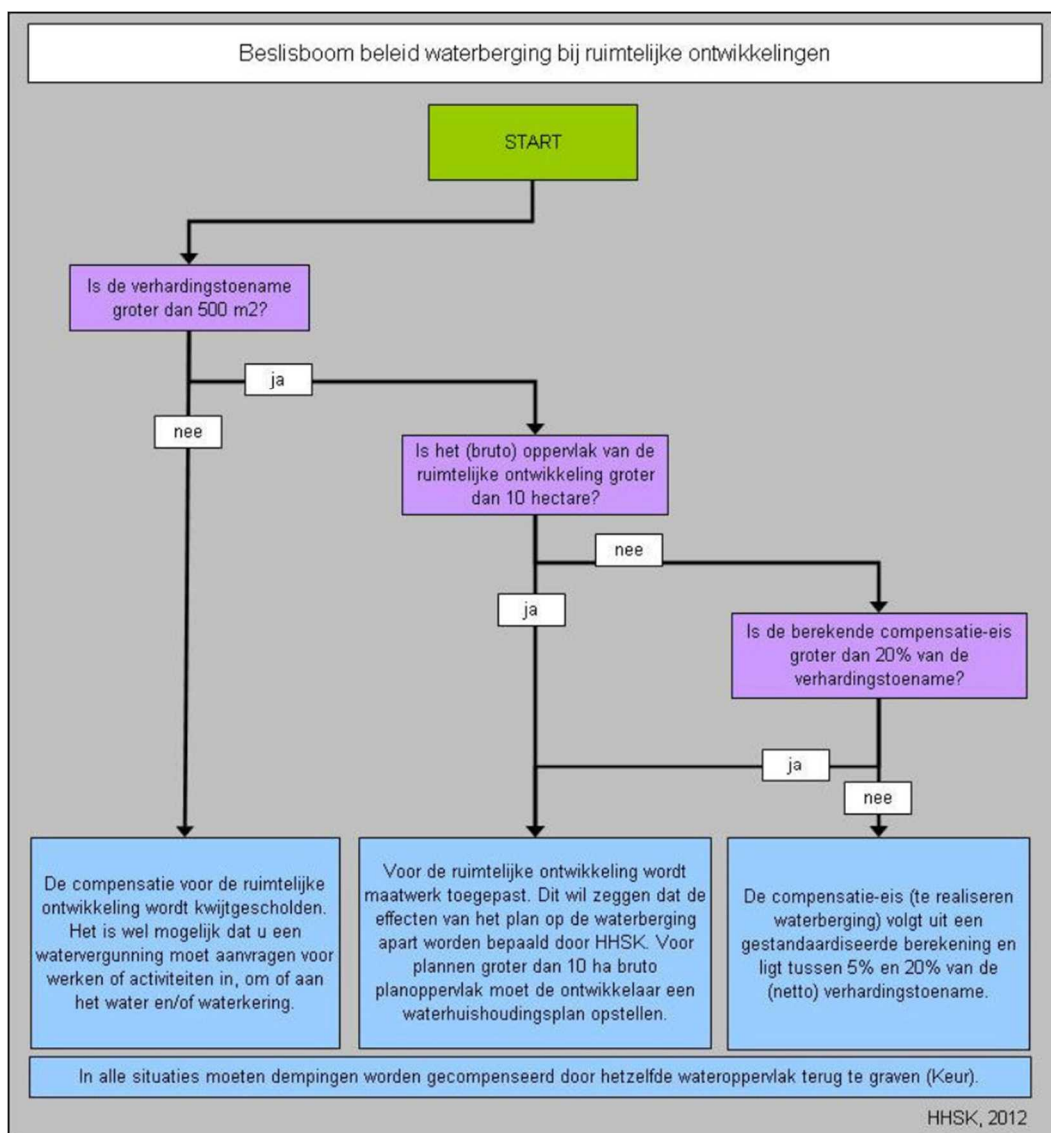 Beslisboom beleid waterberging bij ruimtelijke ontwikkelingen
START
Is de verhardingstoename
groter dan 500 m2?
ja
nee
Is het (bruto) oppervlak van de
ruimtelijke ontwikkeling groter
dan 10 hectare?
nee
ja
Is de berekende compensatie-eis
groter dan 20% van de
verhardingstoename?
ja
nee
De compensatie voor de ruimtelijke
ontwikkeling wordt kwijtgescholden.
Het is wel mogelijk dat u een
watervergunning moet aanvragen voor
werken of activiteiten in, om of aan
het water en/of waterkering.
Voor de ruimtelijke ontwikkeling wordt
maatwerk toegepast. Dit wil zeggen dat de
effecten van het plan op de waterberging
apart worden bepaald door HHSK. Voor
plannen groter dan 10 ha bruto
planoppervlak moet de ontwikkelaar een
waterhuishoudingsplan opstellen.
De compensatie-eis (te realiseren
waterberging) volgt uit een
gestandaardiseerde berekening en
ligt tussen 5% en 20% van de
(netto) verhardingstoename.
In alle situaties moeten dempingen worden gecompenseerd door hetzelfde wateroppervlak terug te graven (Keur).
HHSK, 2012